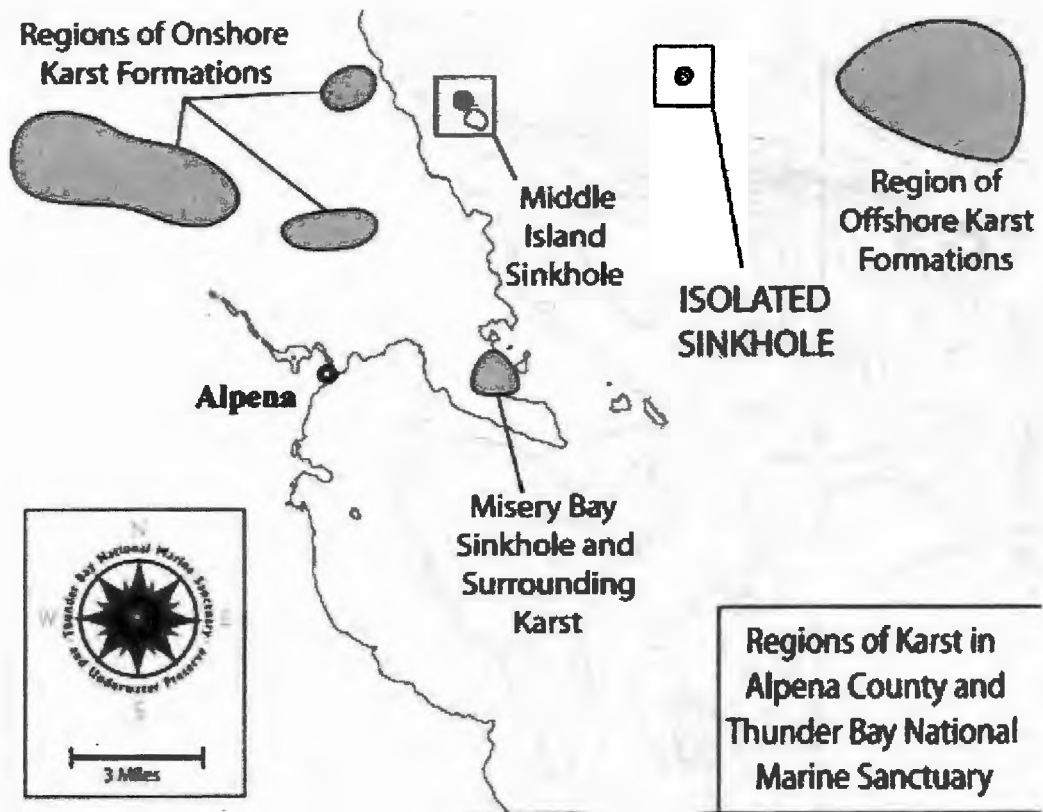 Regions of Onshore
Karst Formations
Middle
Island
Sinkhole
ISOLATED
SINKHOLE
Region of
Offshore Karst
Formations
Alpena
Misery Bay
Sinkhole and
Surrounding
Karst
N
W
E
S
Thunder Bay National Marine Sanctuary
and Underwater Preserve
3 Miles
Regions of Karst in
Alpena County and
Thunder Bay National
Marine Sanctuary